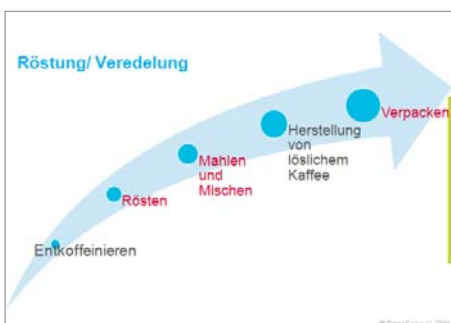 Röstung/ Veredelung
Verpacken
Herstellung
von
löslichem
Kaffee
Mahlen
und
Mischen
Rösten
Entkoffeinieren